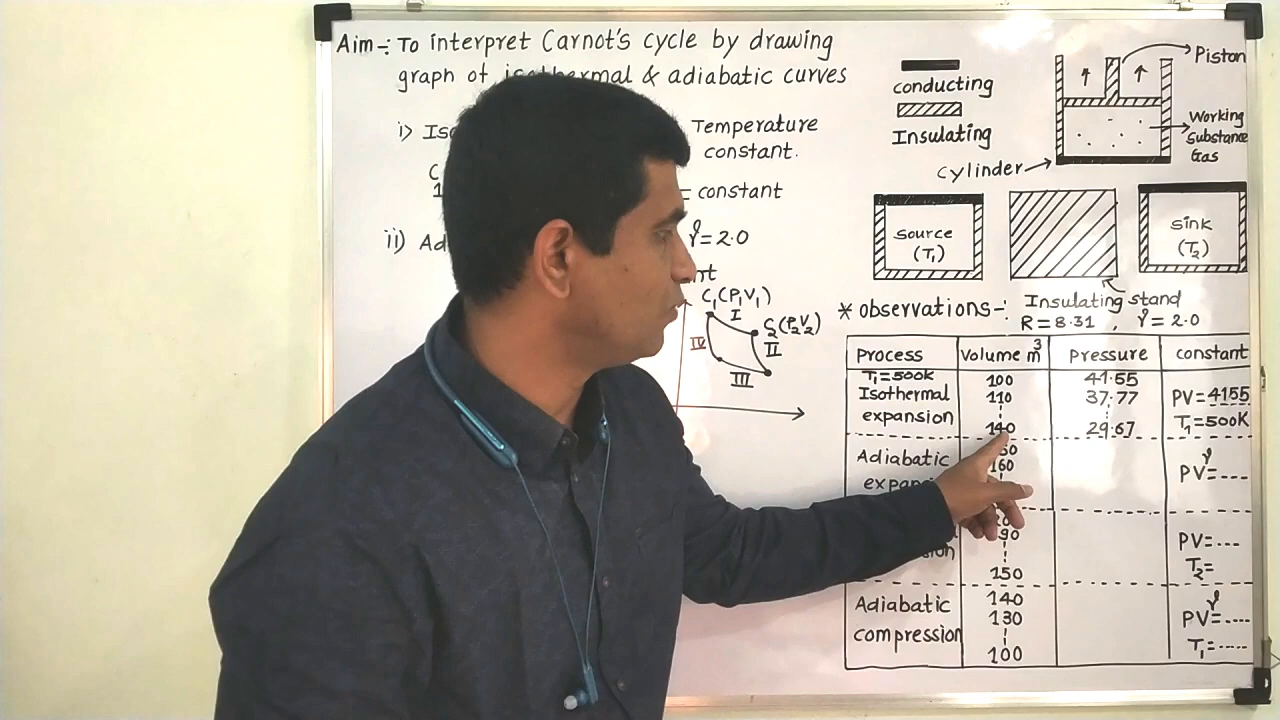 Aim-: To interpret Carnot's cycle by drawing
graph of isothermal & adiabatic curves
i) Temperature
constant.
= constant
ii) Ad γ=2.0
C₁(P₁V₁)
I
C₂(P₂V₂)
IV
II
III
conducting
Insulating
Piston
Working
Substance
Gas
cylinder
source
(T₁)
Sink
(T₂)
Insulating stand
* observations-:
R=8.31 , γ=2.0
Process Volume m³ Pressure constant
T₁=500K 100 41.55
Isothermal 110 37.77 PV=4155
expansion 140 29.67 T₁=500K
Adiabatic
160 PV^γ=----
PV=---
T₂=
150
Adiabatic 140
130 PV^γ=----
compression
100 T₁=-----